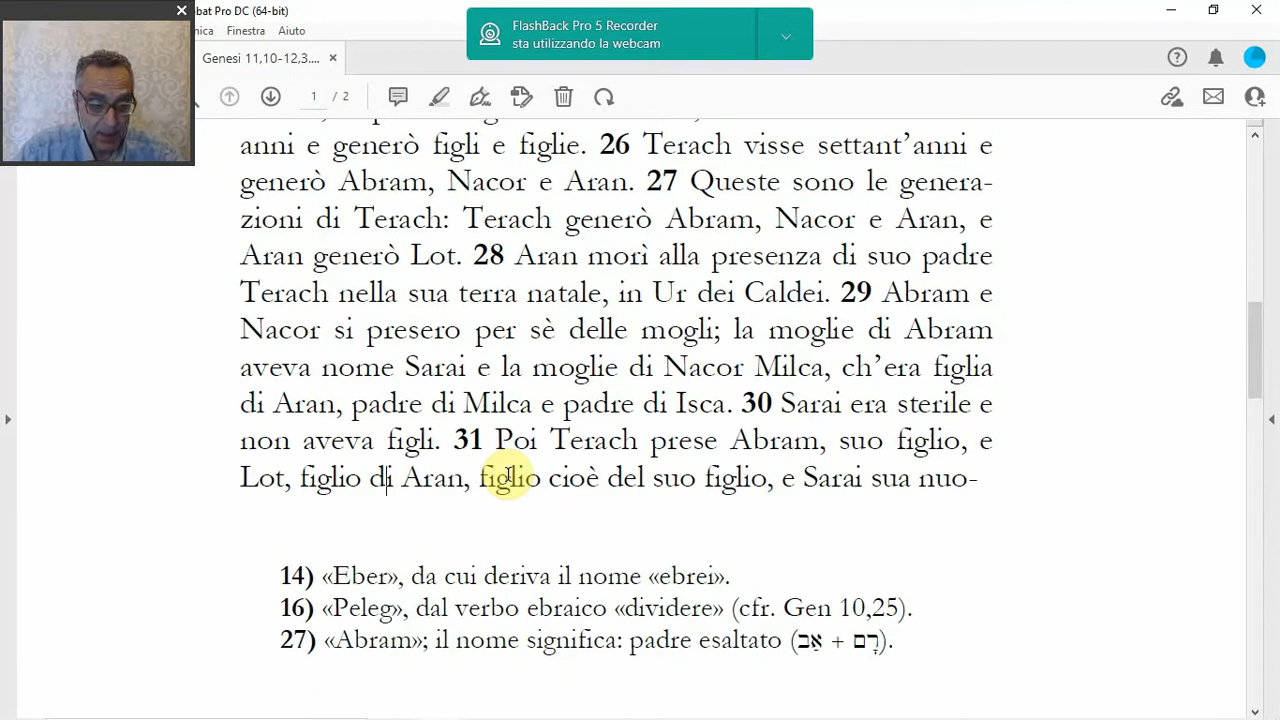 bat Pro DC (64-bit)
FlashBack Pro 5 Recorder
sta utilizzando la webcam
nica Finestra Aiuto
Genesi 11,10-12,3....
1 / 2
anni e generò figli e figlie. 26 Terach visse settant’anni e
generò Abram, Nacor e Aran. 27 Queste sono le genera-
zioni di Terach: Terach generò Abram, Nacor e Aran, e
Aran generò Lot. 28 Aran morì alla presenza di suo padre
Terach nella sua terra natale, in Ur dei Caldei. 29 Abram e
Nacor si presero per sè delle mogli; la moglie di Abram
aveva nome Sarai e la moglie di Nacor Milca, ch’era figlia
di Aran, padre di Milca e padre di Isca. 30 Sarai era sterile e
non aveva figli. 31 Poi Terach prese Abram, suo figlio, e
Lot, figlio di Aran, figlio cioè del suo figlio, e Sarai sua nuo-
14) «Eber», da cui deriva il nome «ebrei».
16) «Peleg», dal verbo ebraico «dividere» (cfr. Gen 10,25).
27) «Abram»; il nome significa: padre esaltato (אַב + רָם).